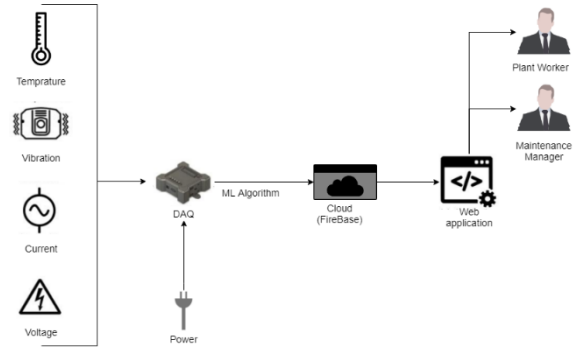 Temprature
Vibration
Current
Voltage
DAQ
Power
ML Algorithm
Cloud
(FireBase)
Web
application
Plant Worker
Maintenance
Manager